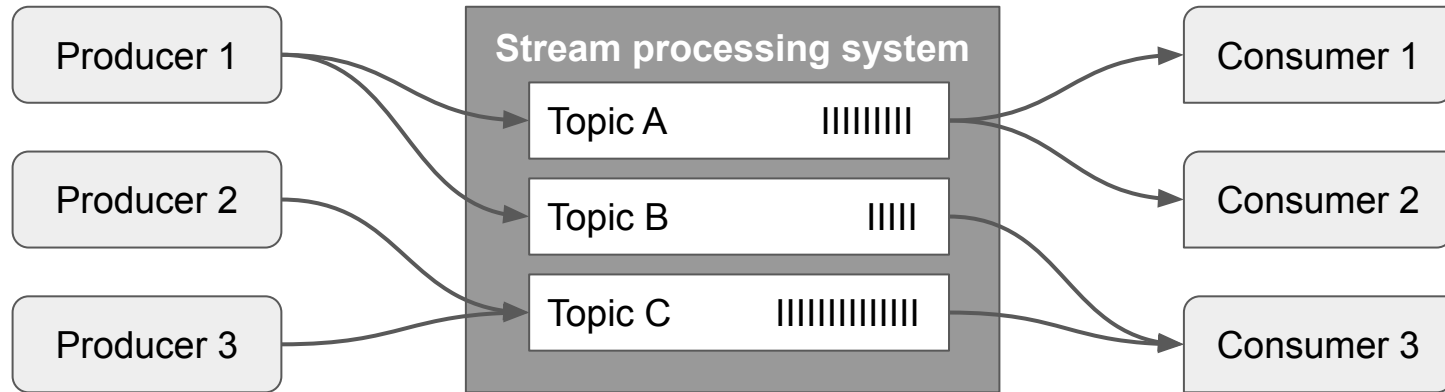 Producer 1
Producer 2
Producer 3
Stream processing system
Topic A IIIIIIIII
Topic B IIIII
Topic C IIIIIIIIIIIIII
Consumer 1
Consumer 2
Consumer 3